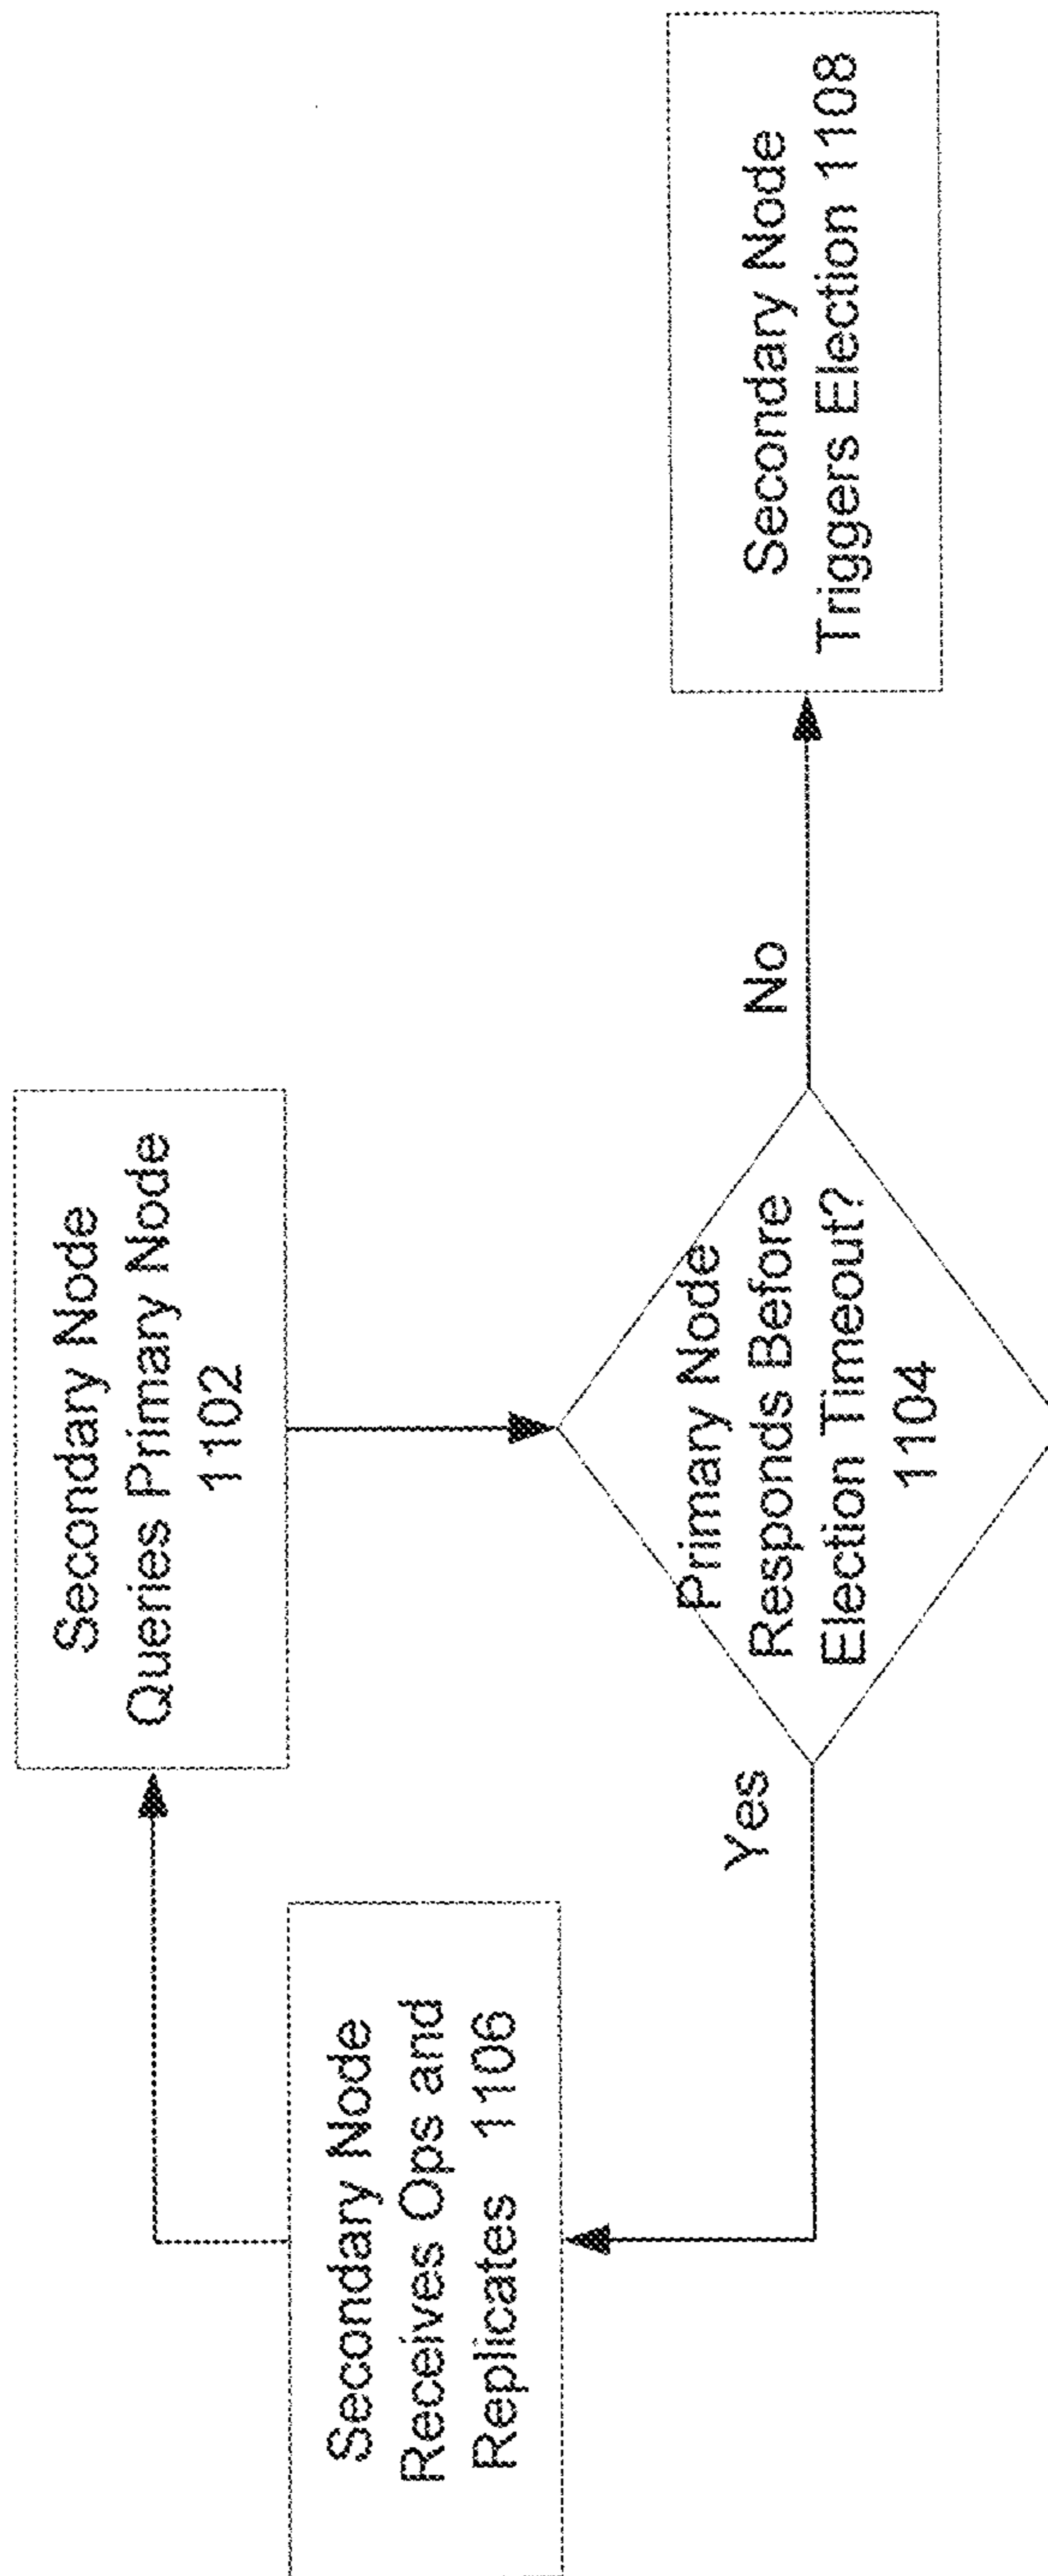 Secondary Node
Queries Primary Node
1102
Primary Node
Responds Before
Election Timeout?
1104
Yes
No
Secondary Node
Receives Ops and
Replicates 1106
Secondary Node
Triggers Election 1108